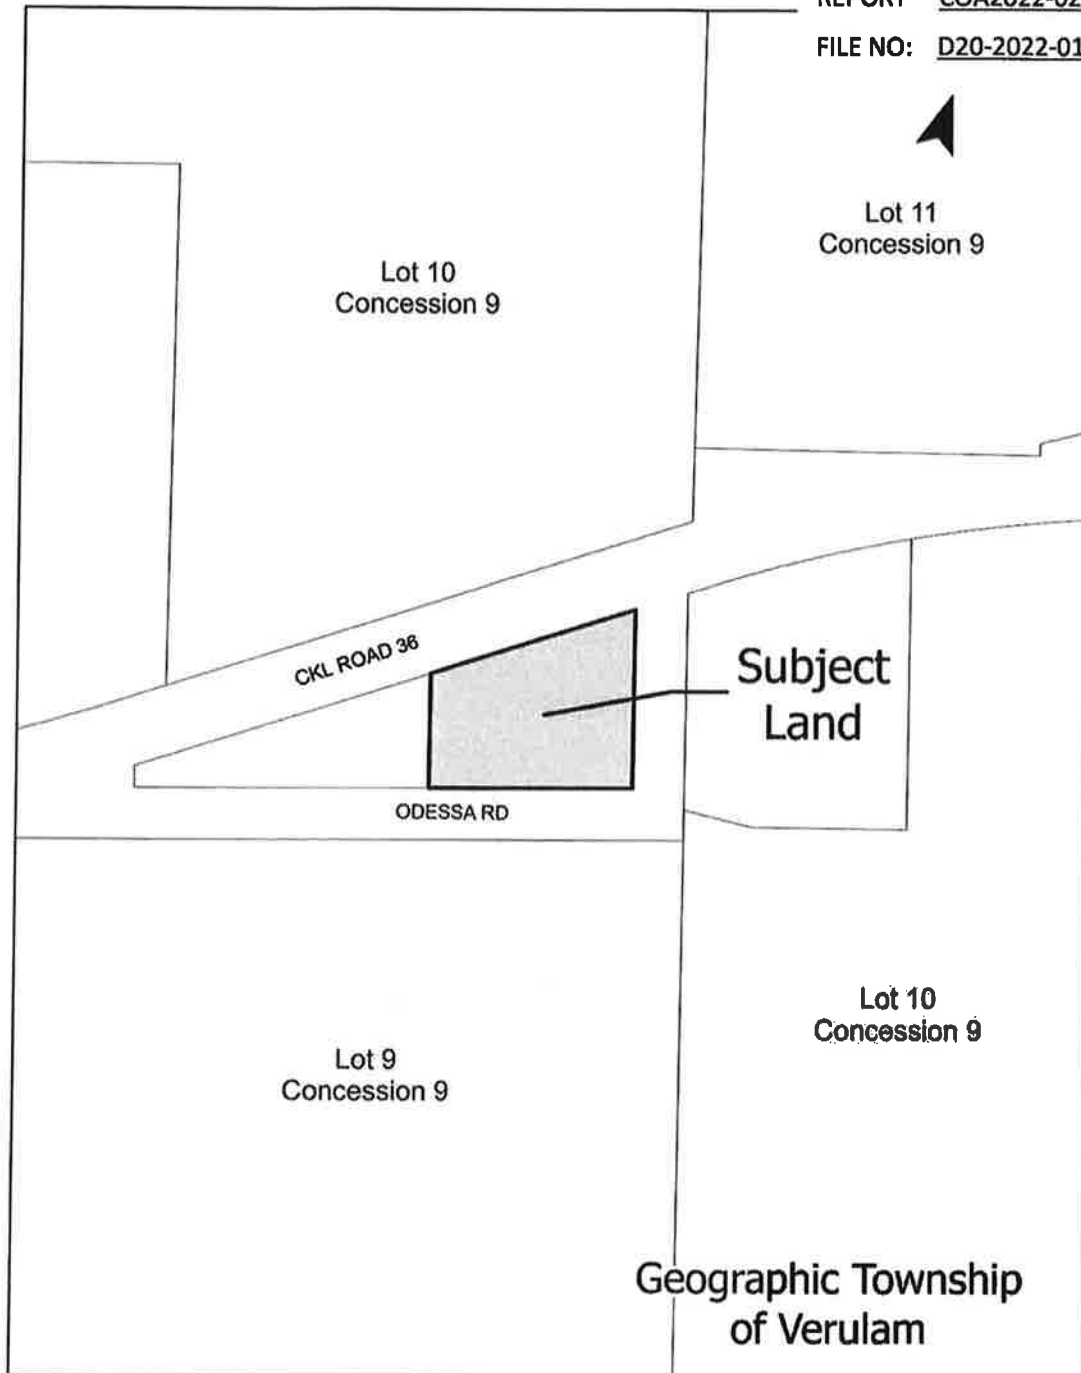 FILE NO: D20-2022-01
Lot 11
Concession 9
Lot 10
Concession 9
CKL ROAD 36
Subject
Land
ODESSA RD
Lot 10
Concession 9
Lot 9
Concession 9
Geographic Township
of Verulam